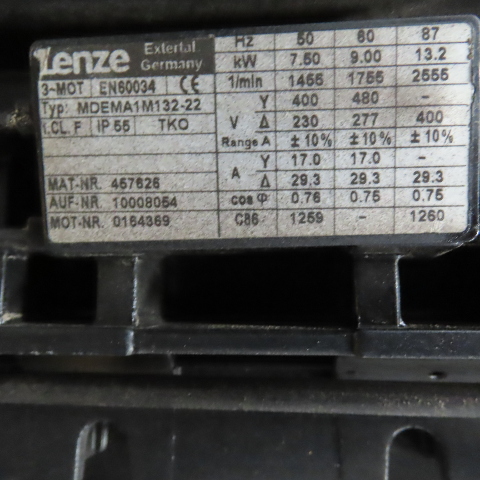 Lenze Extertal Germany Hz 50 60 87
kW 7.50 9.00 13.2
3~MOT EN60034 CE 1/min 1455 1755 2555
Typ: MDEMA1M132-22 Y 400 480 –
I.CL.F IP 55 TKO V Δ 230 277 400
Range A ±10% ±10% ±10%
A Y 17.0 17.0 –
MAT-NR. 457626 Δ 29.3 29.3 29.3
AUF-NR. 10008054 cos φ 0.76 0.75 0.75
MOT-NR. 0164369 C86 1259 – 1260